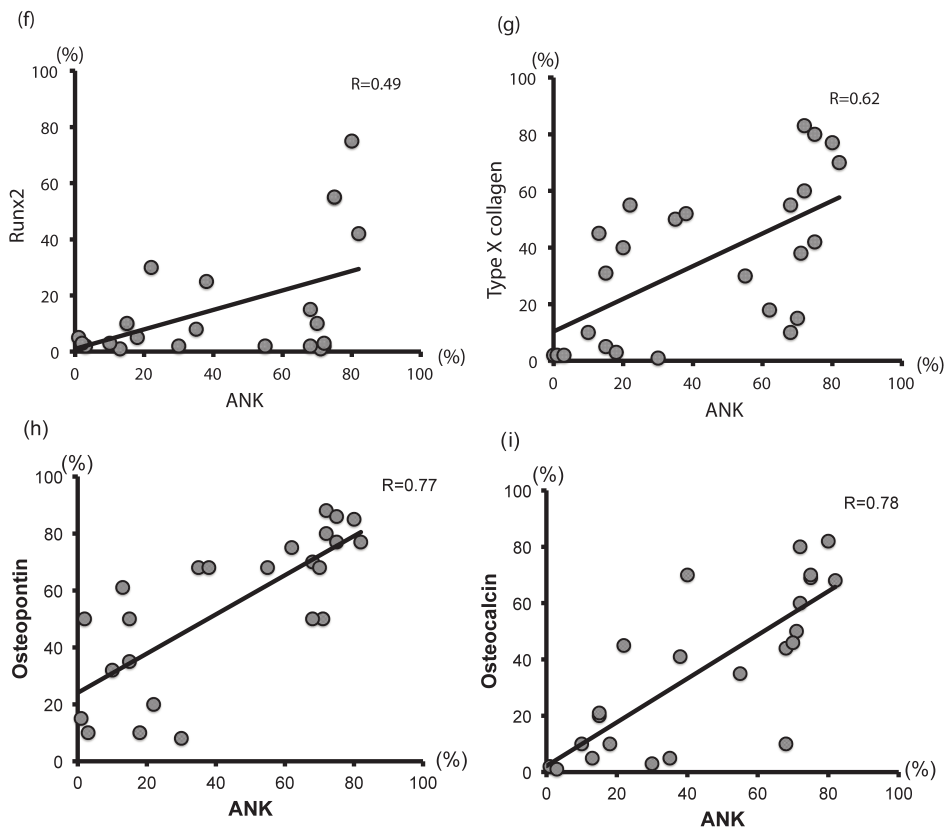 (f)
(%)
R=0.49
100
80
60
40
20
0
Runx2
0 20 40 60 80 100 (%)
ANK
(g)
(%)
R=0.62
100
80
60
40
20
0
Type X collagen
0 20 40 60 80 100 (%)
ANK
(h)
(%)
R=0.77
100
80
60
40
20
0
Osteopontin
0 20 40 60 80 100 (%)
ANK
(i)
(%)
R=0.78
100
80
60
40
20
0
Osteocalcin
0 20 40 60 80 100 (%)
ANK